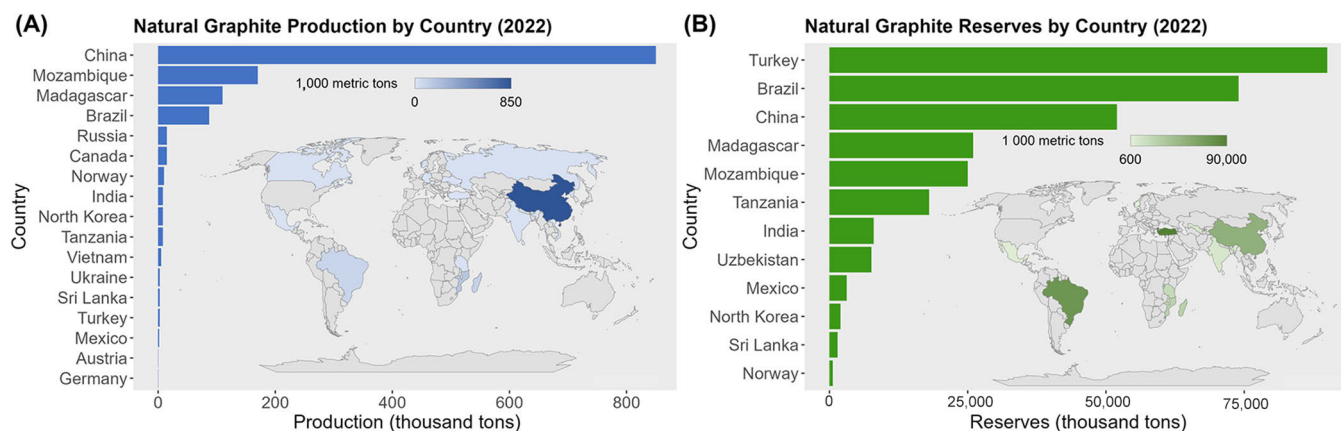 (A)
Natural Graphite Production by Country (2022)
Country
China
Mozambique
Madagascar
Brazil
Russia
Canada
Norway
India
North Korea
Tanzania
Vietnam
Ukraine
Sri Lanka
Turkey
Mexico
Austria
Germany
1,000 metric tons
0 850
0 200 400 600 800
Production (thousand tons)
(B)
Natural Graphite Reserves by Country (2022)
Country
Turkey
Brazil
China
Madagascar
Mozambique
Tanzania
India
Uzbekistan
Mexico
North Korea
Sri Lanka
Norway
1 000 metric tons
600 90,000
0 25,000 50,000 75,000
Reserves (thousand tons)